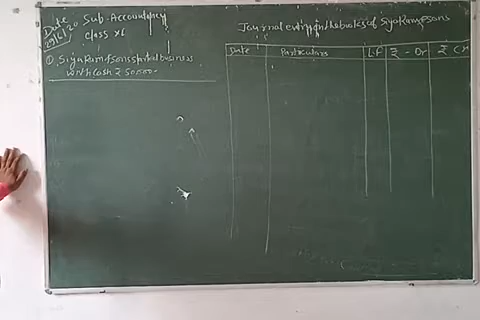 Date
Sub-Accountancy
class XI
① Siya Ram & sons started business
with cash ₹ 50000-
Journal entry in the books of Siya Ram & sons
Date Particulars L.F ₹ - Dr ₹ Cr